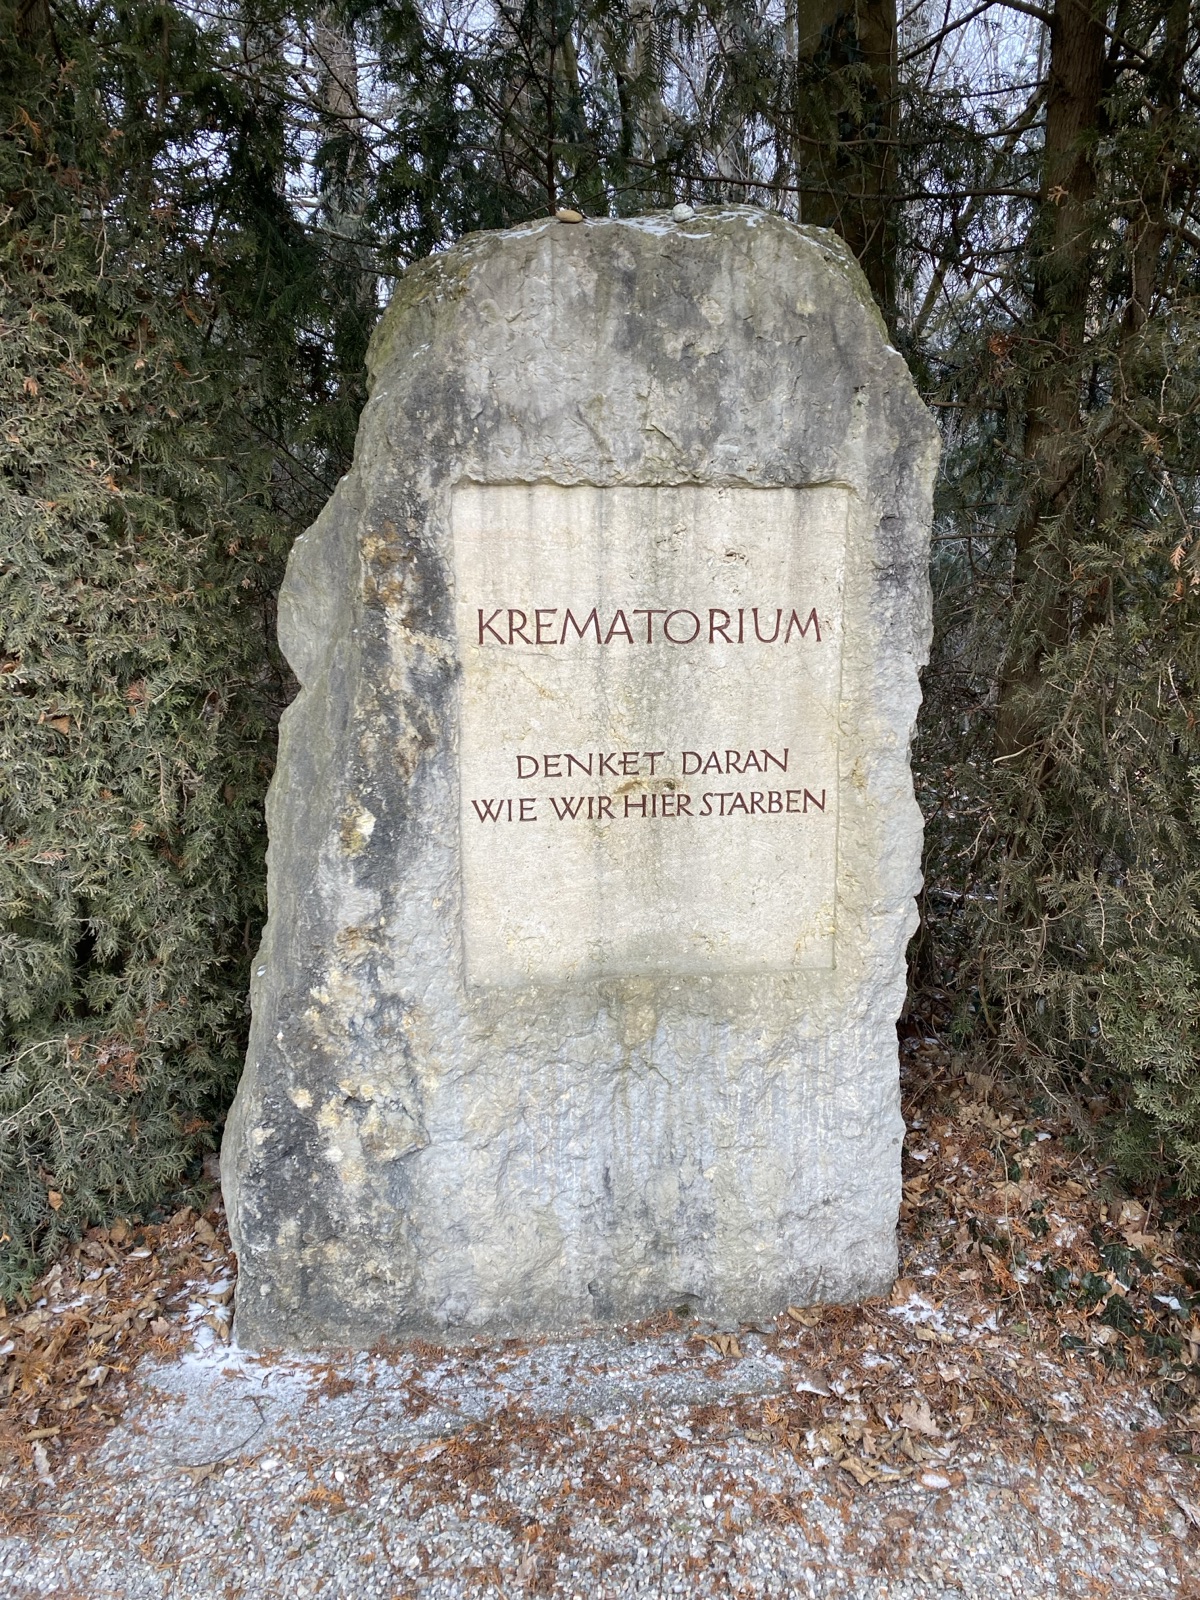 KREMATORIUM
DENKET DARAN
WIE WIR HIER STARBEN